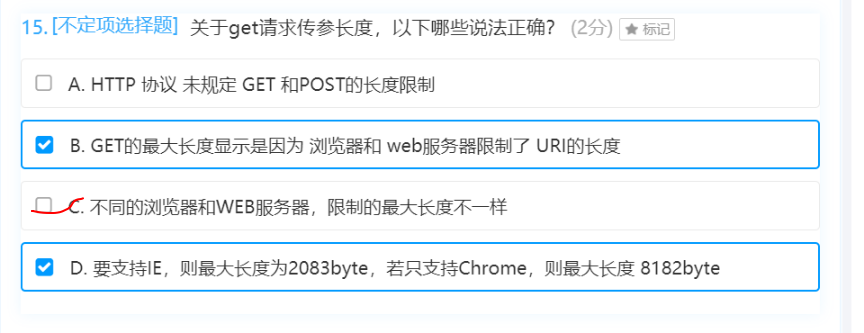 15. [不定项选择题] 关于get请求传参长度，以下哪些说法正确？ (2分) ★ 标记
A. HTTP 协议 未规定 GET 和POST的长度限制
B. GET的最大长度显示是因为 浏览器和 web服务器限制了 URI的长度
C. 不同的浏览器和WEB服务器，限制的最大长度不一样
D. 要支持IE，则最大长度为2083byte，若只支持Chrome，则最大长度 8182byte